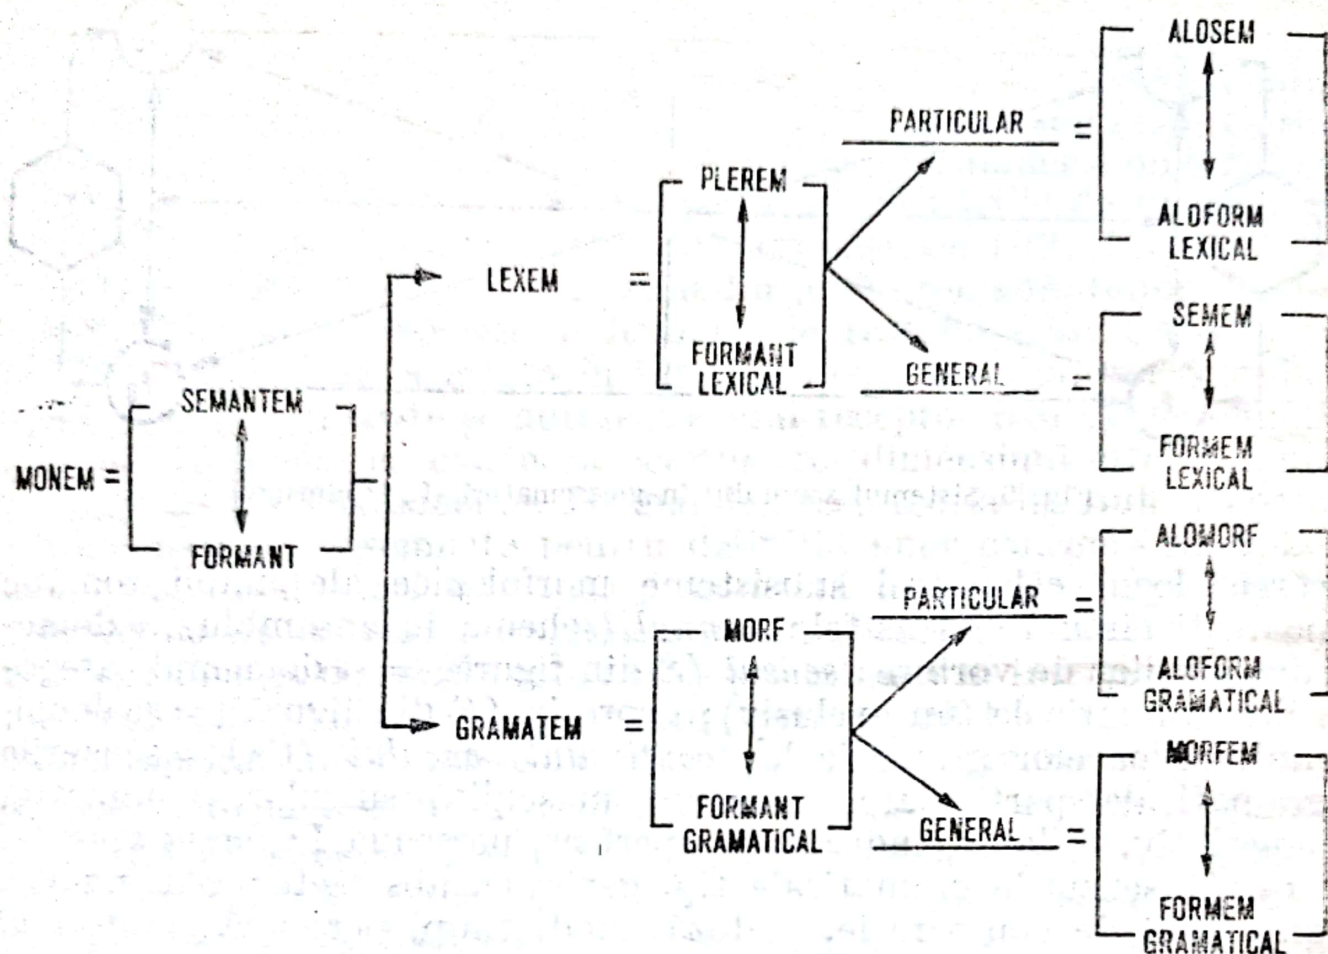 ALOSEM
PARTICULAR =
ALOFORM
LEXICAL
PLEREM
LEXEM =
FORMANT
LEXICAL
SEMEM
GENERAL =
FORMEM
LEXICAL
SEMANTEM
MONEM =
FORMANT
ALOMORF
PARTICULAR =
ALOFORM
GRAMATICAL
MORF
GRAMATEM =
FORMANT
GRAMATICAL
MORFEM
GENERAL =
FORMEM
GRAMATICAL